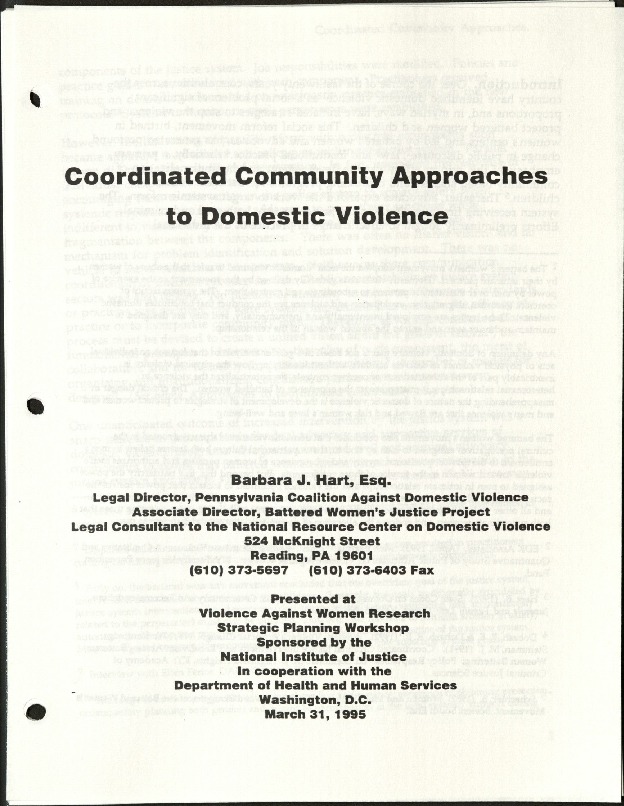 Coordinated Community Approaches
to Domestic Violence
Barbara J. Hart, Esq.
Legal Director, Pennsylvania Coalition Against Domestic Violence
Associate Director, Battered Women's Justice Project
Legal Consultant to the National Resource Center on Domestic Violence
524 McKnight Street
Reading, PA 19601
(610) 373-5697 (610) 373-6403 Fax
Presented at
Violence Against Women Research
Strategic Planning Workshop
Sponsored by the
National Institute of Justice
In cooperation with the
Department of Health and Human Services
Washington, D.C.
March 31, 1995